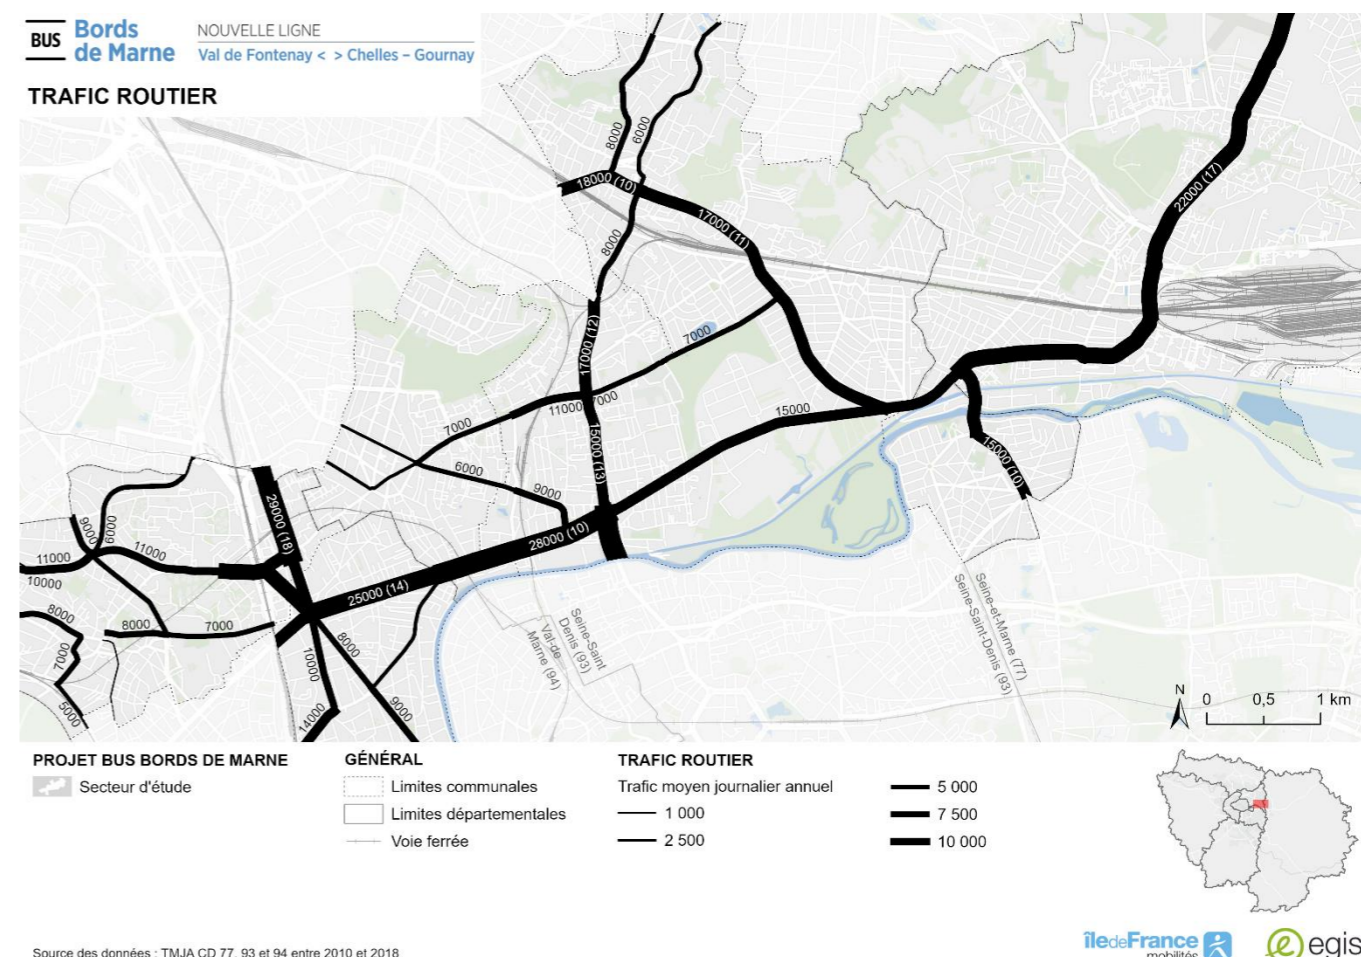 BUS
Bords
de Marne
NOUVELLE LIGNE
Val de Fontenay < > Chelles – Gournay
TRAFIC ROUTIER
8000
6000
18000 (10)
17000 (11)
22000 (17)
8000
17000 (12)
7000
11000
7000
15000
7000
15000 (13)
6000
9000
15000 (10)
29000 (18)
28000 (10)
9000
6000
11000
11000
10000
25000 (14)
8000
8000
7000
7000
5000
8000
10000
14000
9000
Seine-Saint
Denis (93)
Val-de
Marne (94)
Seine-et-Marne (77)
Seine-Saint-Denis (93)
N
0 0,5 1 km
PROJET BUS BORDS DE MARNE
Secteur d'étude
GÉNÉRAL
Limites communales
Limites départementales
Voie ferrée
TRAFIC ROUTIER
Trafic moyen journalier annuel
1 000
2 500
5 000
7 500
10 000
Source des données : TMJA CD 77, 93 et 94 entre 2010 et 2018
îledeFrance
mobilités
egis